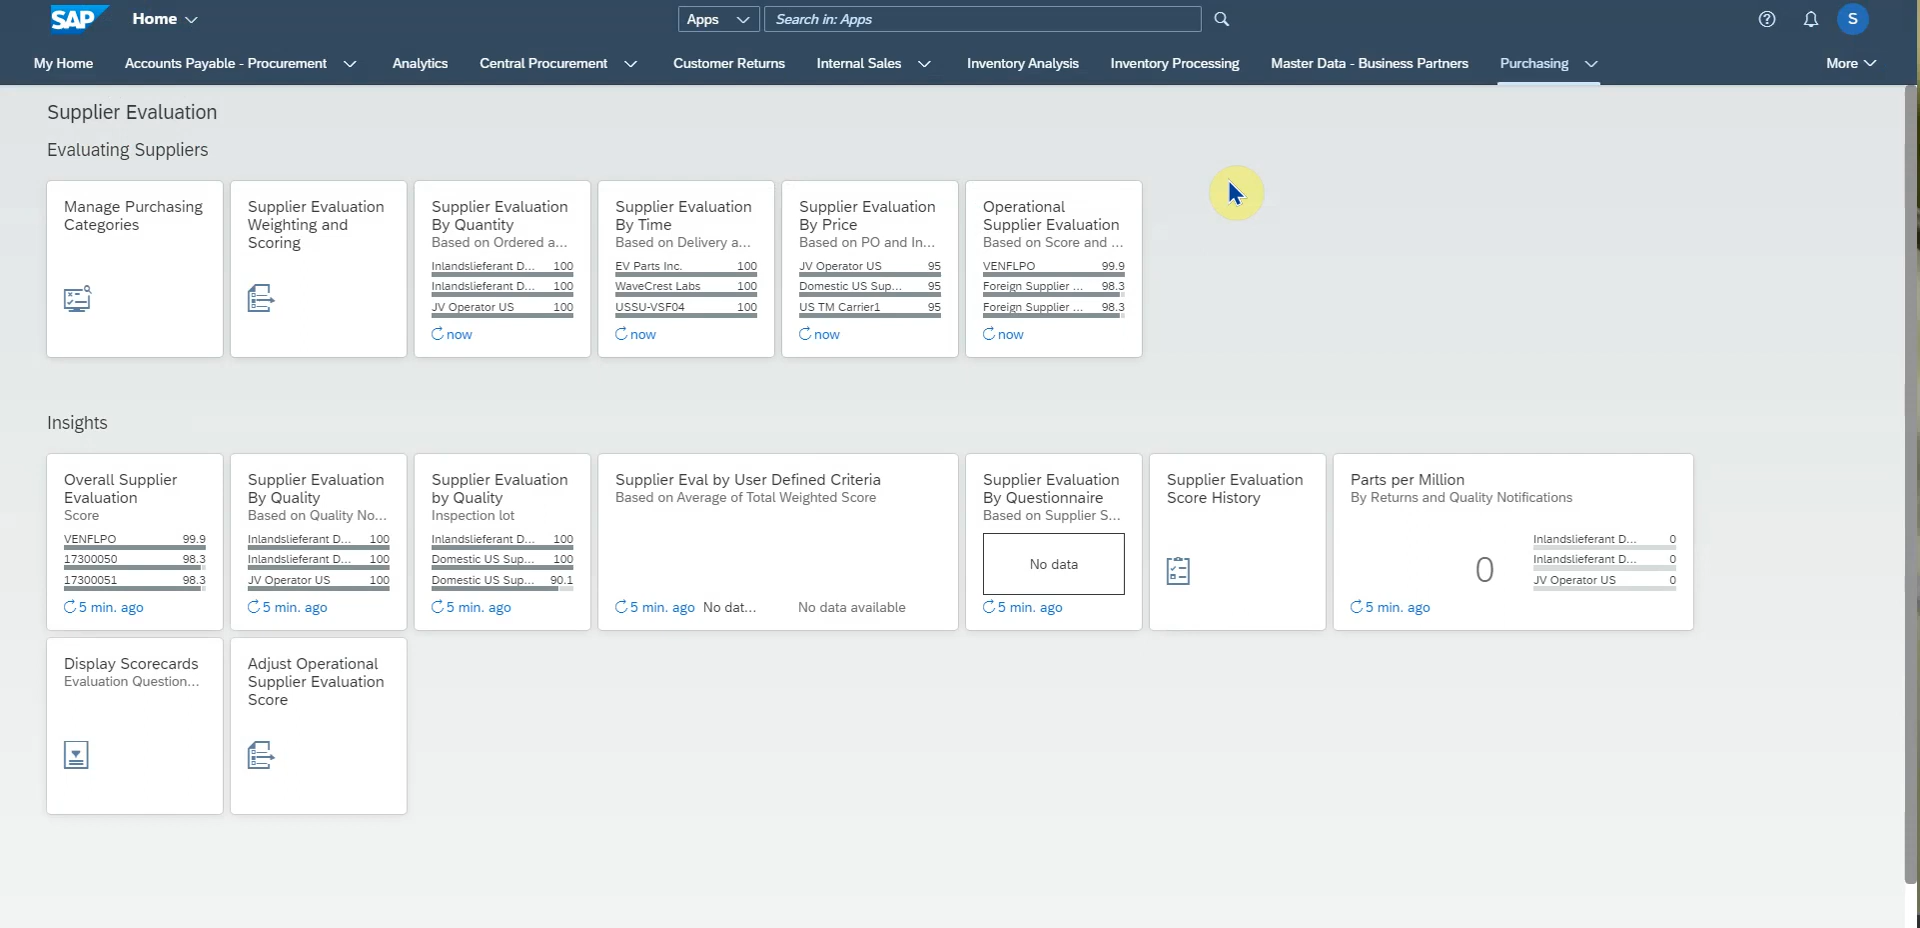 SAP Home
Apps Search in: Apps S
My Home Accounts Payable - Procurement Analytics Central Procurement Customer Returns Internal Sales Inventory Analysis Inventory Processing Master Data - Business Partners Purchasing More
Supplier Evaluation
Evaluating Suppliers
Manage Purchasing
Categories
Supplier Evaluation
Weighting and
Scoring
Supplier Evaluation
By Quantity
Based on Ordered a...
Inlandslieferant D... 100
Inlandslieferant D... 100
JV Operator US 100
now
Supplier Evaluation
By Time
Based on Delivery a...
EV Parts Inc. 100
WaveCrest Labs 100
USSU-VSF04 100
now
Supplier Evaluation
By Price
Based on PO and In...
JV Operator US 95
Domestic US Sup... 95
US TM Carrier1 95
now
Operational
Supplier Evaluation
Based on Score and ...
VENFLPO 99.9
Foreign Supplier ... 98.3
Foreign Supplier ... 98.3
now
Insights
Overall Supplier
Evaluation
Score
VENFLPO 99.9
17300050 98.3
17300051 98.3
5 min. ago
Supplier Evaluation
By Quality
Based on Quality No...
Inlandslieferant D... 100
Inlandslieferant D... 100
JV Operator US 100
5 min. ago
Supplier Evaluation
by Quality
Inspection lot
Inlandslieferant D... 100
Domestic US Sup... 100
Domestic US Sup... 90.1
5 min. ago
Supplier Eval by User Defined Criteria
Based on Average of Total Weighted Score
5 min. ago No dat... No data available
Supplier Evaluation
By Questionnaire
Based on Supplier S...
No data
5 min. ago
Supplier Evaluation
Score History
Parts per Million
By Returns and Quality Notifications
0
Inlandslieferant D... 0
Inlandslieferant D... 0
JV Operator US 0
5 min. ago
Display Scorecards
Evaluation Question...
Adjust Operational
Supplier Evaluation
Score